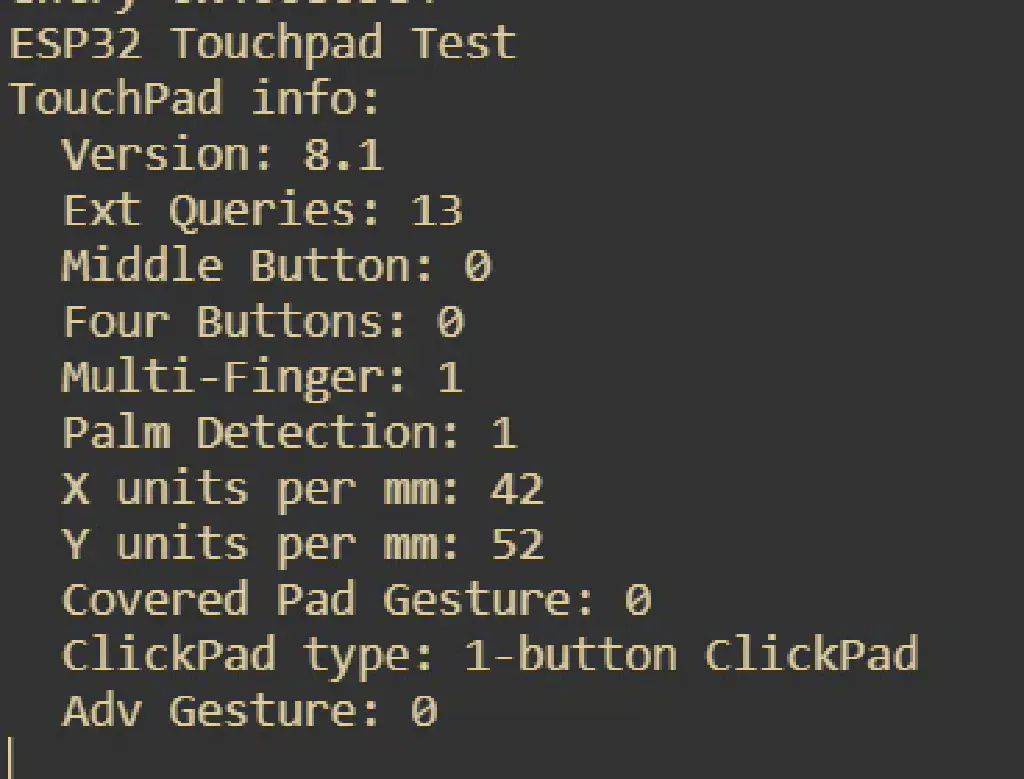 ESP32 Touchpad Test
TouchPad info:
Version: 8.1
Ext Queries: 13
Middle Button: 0
Four Buttons: 0
Multi-Finger: 1
Palm Detection: 1
X units per mm: 42
Y units per mm: 52
Covered Pad Gesture: 0
ClickPad type: 1-button ClickPad
Adv Gesture: 0